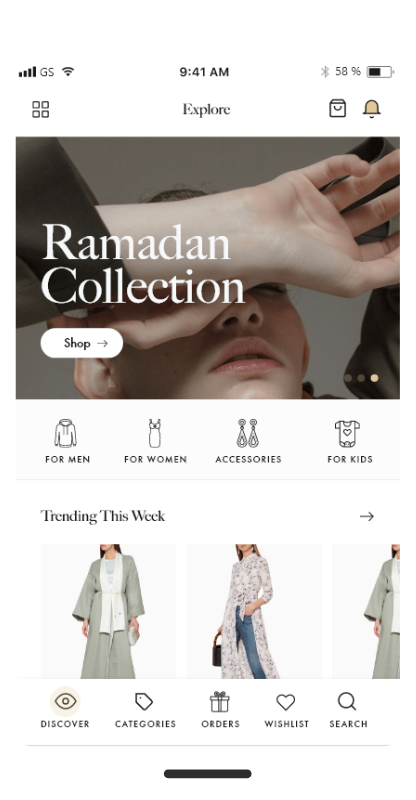 GS
9:41 AM
58 %
Explore
Ramadan
Collection
Shop →
FOR MEN
FOR WOMEN
ACCESSORIES
FOR KIDS
Trending This Week →
DISCOVER
CATEGORIES
ORDERS
WISHLIST
SEARCH